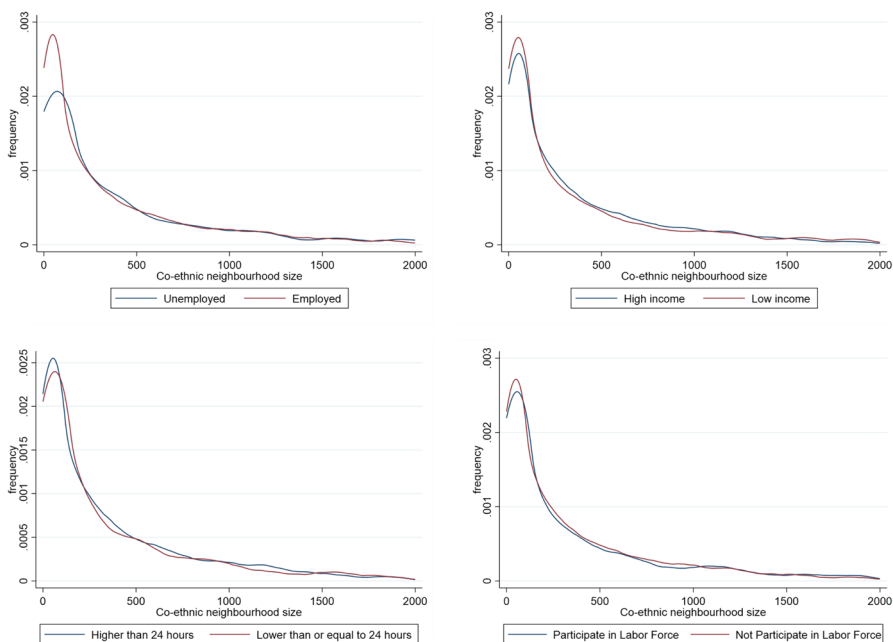 .003
.002
.001
0
frequency
0 500 1000 1500 2000
Co-ethnic neighbourhood size
Unemployed Employed
.003
.002
.001
0
frequency
0 500 1000 1500 2000
Co-ethnic neighbourhood size
High income Low income
.0025
.002
.0015
.001
.0005
0
frequency
0 500 1000 1500 2000
Co-ethnic neighbourhood size
Higher than 24 hours Lower than or equal to 24 hours
.003
.002
.001
0
frequency
0 500 1000 1500 2000
Co-ethnic neighbourhood size
Participate in Labor Force Not Participate in Labor Force